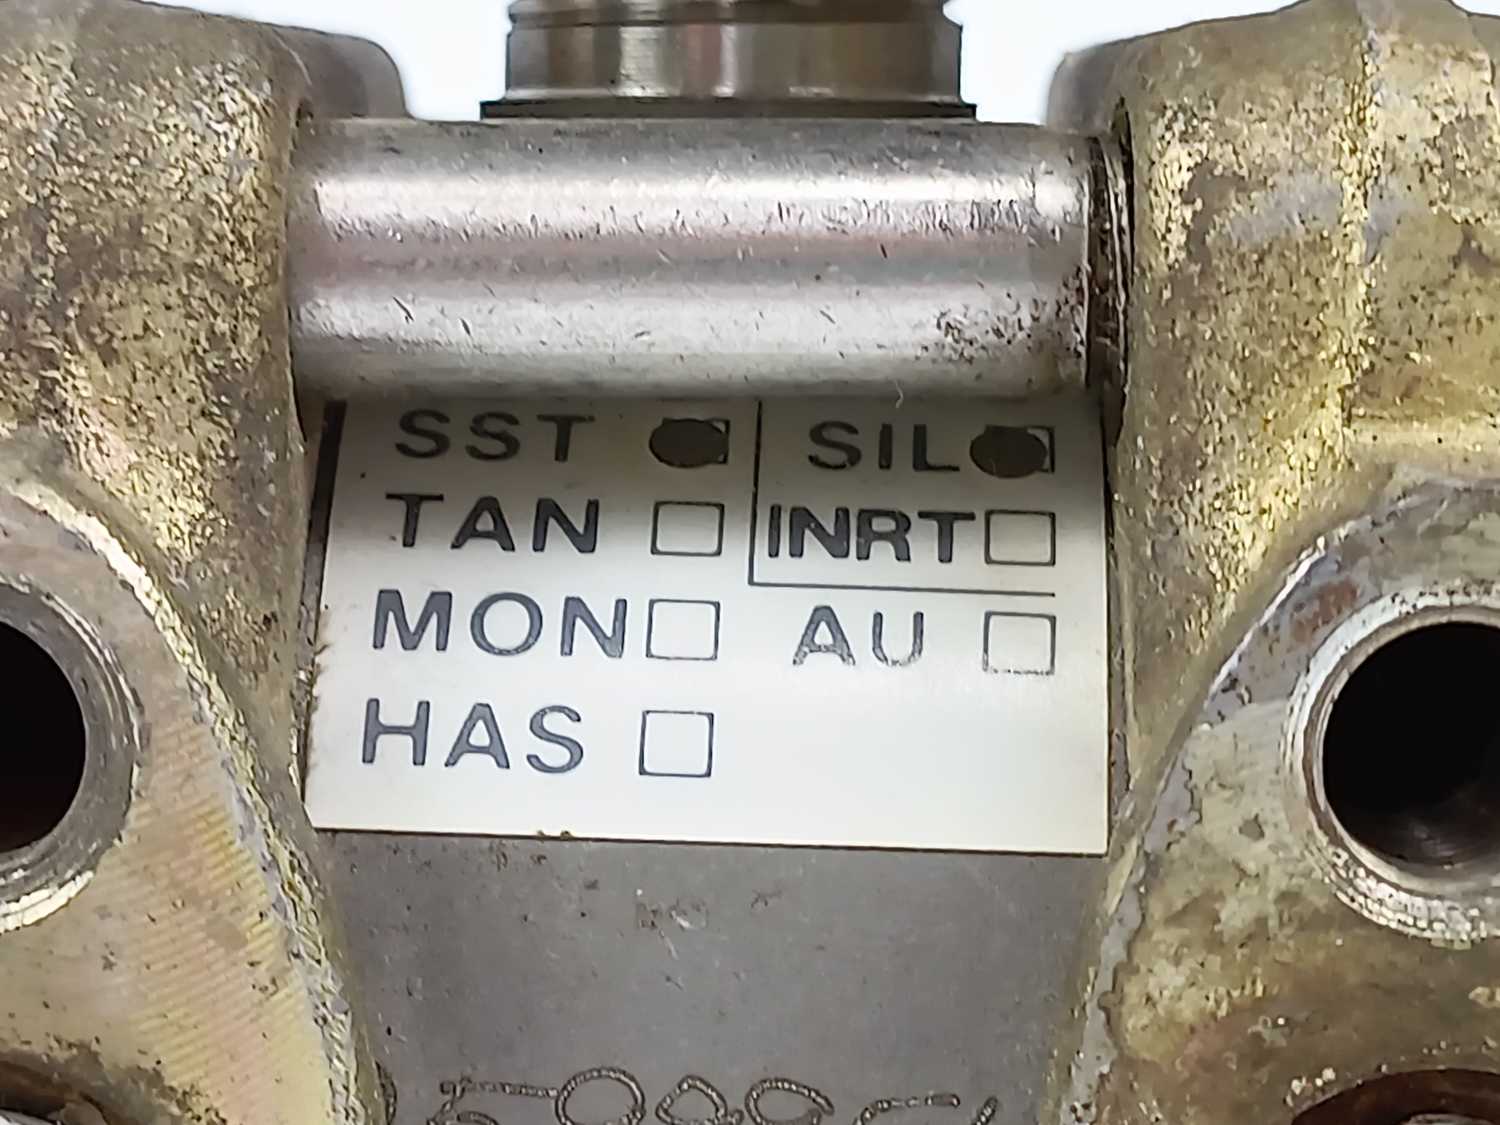 SST SIL
TAN INRT
MON AU
HAS